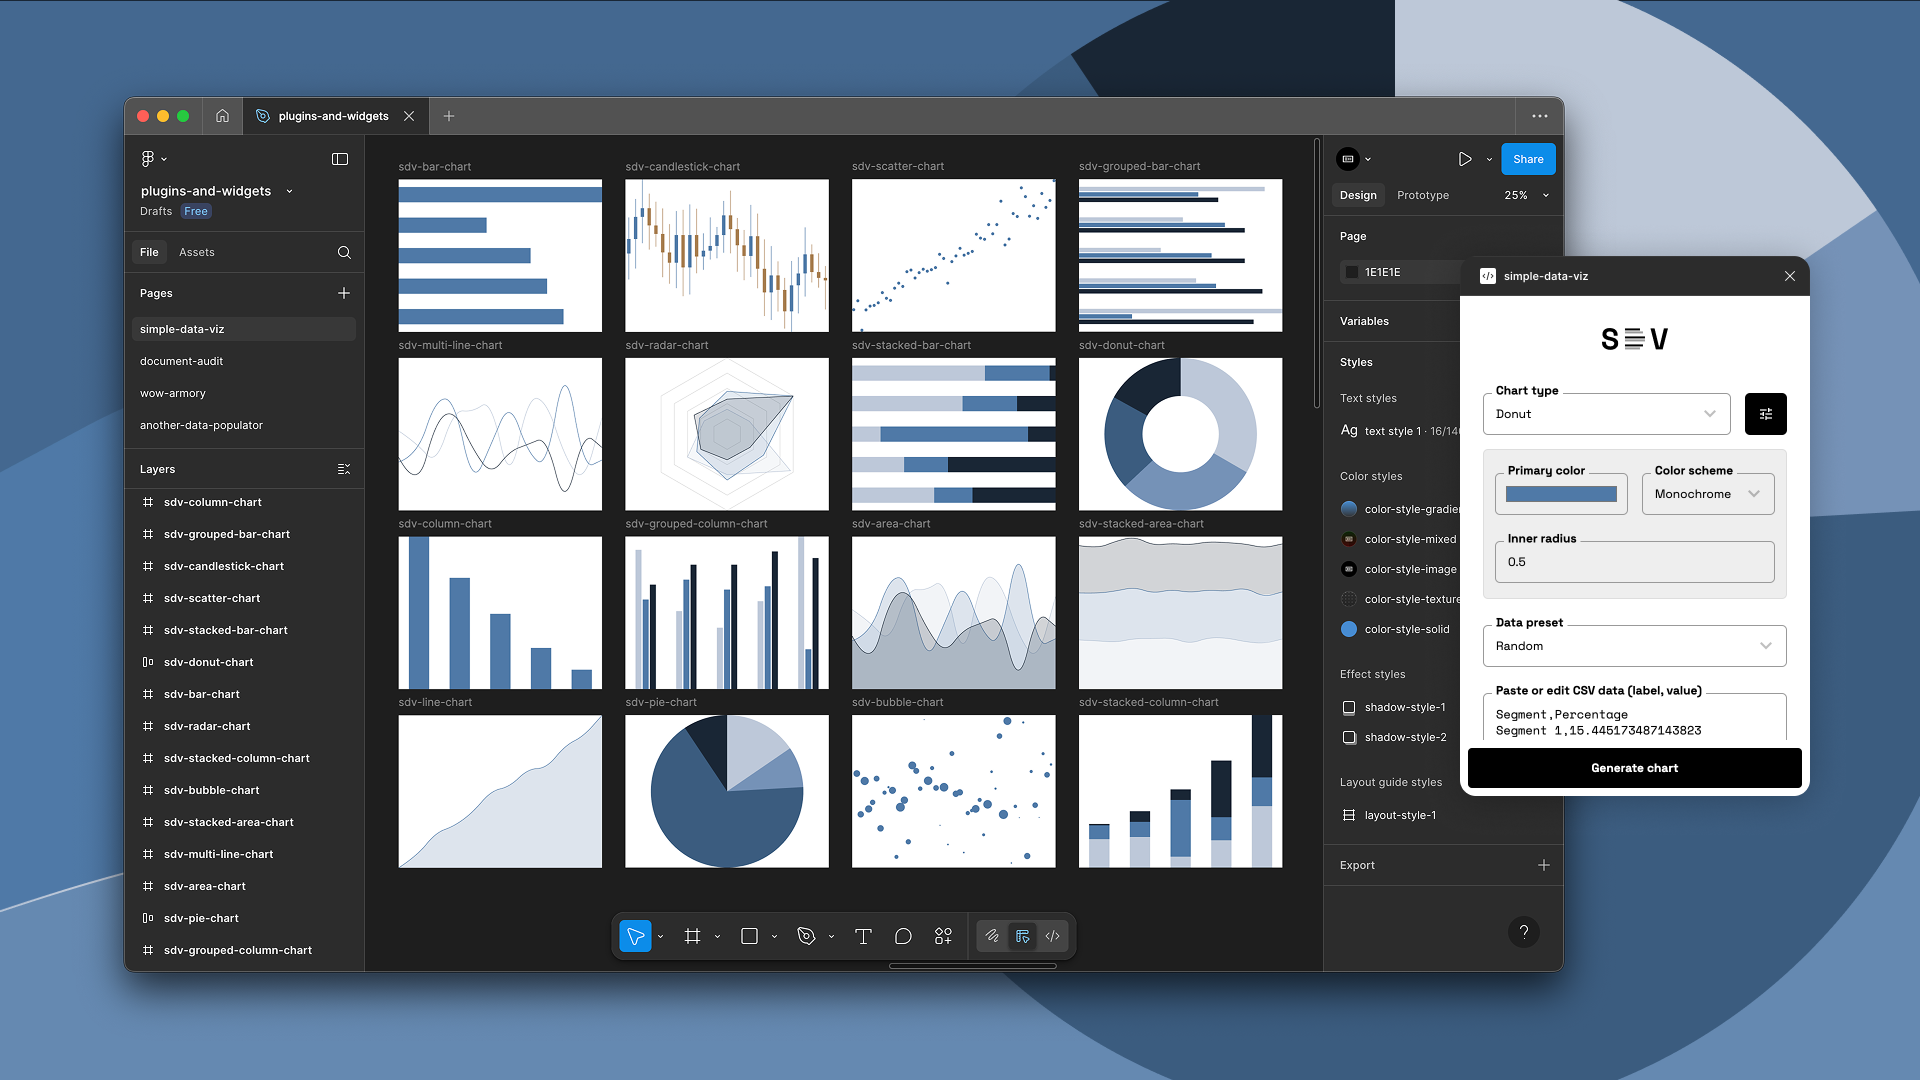 plugins-and-widgets
plugins-and-widgets
Drafts Free
File Assets
Pages
simple-data-viz
document-audit
wow-armory
another-data-populator
Layers
sdv-column-chart
sdv-grouped-bar-chart
sdv-candlestick-chart
sdv-scatter-chart
sdv-stacked-bar-chart
sdv-donut-chart
sdv-bar-chart
sdv-radar-chart
sdv-stacked-column-chart
sdv-bubble-chart
sdv-stacked-area-chart
sdv-multi-line-chart
sdv-area-chart
sdv-pie-chart
sdv-grouped-column-chart
sdv-bar-chart
sdv-candlestick-chart
sdv-scatter-chart
sdv-grouped-bar-chart
sdv-multi-line-chart
sdv-radar-chart
sdv-stacked-bar-chart
sdv-donut-chart
sdv-column-chart
sdv-grouped-column-chart
sdv-area-chart
sdv-stacked-area-chart
sdv-line-chart
sdv-pie-chart
sdv-bubble-chart
sdv-stacked-column-chart
Share
Design Prototype 25%
Page
1E1E1E
Variables
Styles
Text styles
Ag text style 1 · 16/14
Color styles
color-style-gradie
color-style-mixed
color-style-image
color-style-texture
color-style-solid
Effect styles
shadow-style-1
shadow-style-2
Layout guide styles
layout-style-1
Export
?
simple-data-viz
S V
Chart type
Donut
Primary color
Color scheme
Monochrome
Inner radius
0.5
Data preset
Random
Paste or edit CSV data (label, value)
Segment,Percentage
Segment 1,15.445173487143823
Generate chart